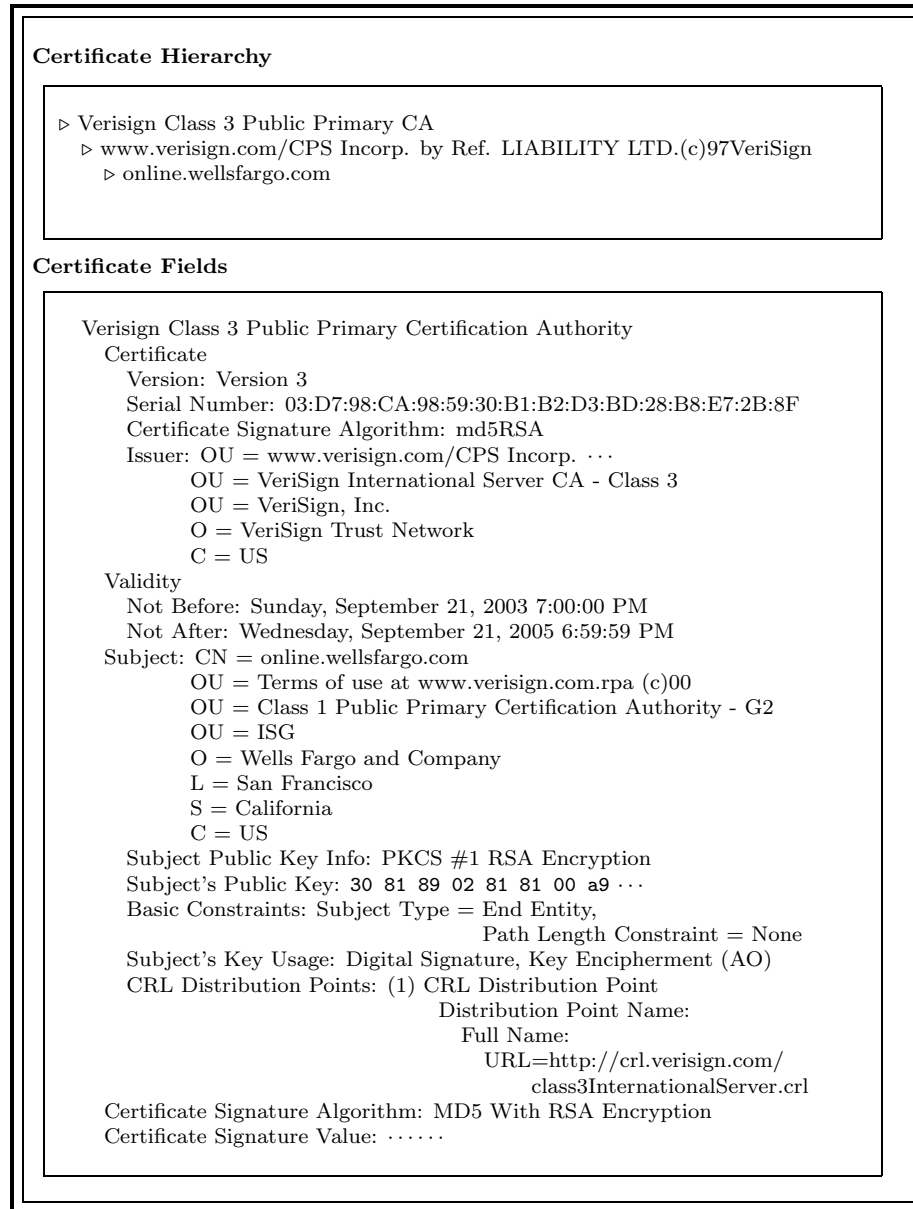 Certificate Hierarchy
▷ Verisign Class 3 Public Primary CA
▷ www.verisign.com/CPS Incorp. by Ref. LIABILITY LTD.(c)97VeriSign
▷ online.wellsfargo.com
Certificate Fields
Verisign Class 3 Public Primary Certification Authority
Certificate
Version: Version 3
Serial Number: 03:D7:98:CA:98:59:30:B1:B2:D3:BD:28:B8:E7:2B:8F
Certificate Signature Algorithm: md5RSA
Issuer: OU = www.verisign.com/CPS Incorp. ···
OU = VeriSign International Server CA - Class 3
OU = VeriSign, Inc.
O = VeriSign Trust Network
C = US
Validity
Not Before: Sunday, September 21, 2003 7:00:00 PM
Not After: Wednesday, September 21, 2005 6:59:59 PM
Subject: CN = online.wellsfargo.com
OU = Terms of use at www.verisign.com.rpa (c)00
OU = Class 1 Public Primary Certification Authority - G2
OU = ISG
O = Wells Fargo and Company
L = San Francisco
S = California
C = US
Subject Public Key Info: PKCS #1 RSA Encryption
Subject's Public Key: 30 81 89 02 81 81 00 a9 ···
Basic Constraints: Subject Type = End Entity,
Path Length Constraint = None
Subject's Key Usage: Digital Signature, Key Encipherment (AO)
CRL Distribution Points: (1) CRL Distribution Point
Distribution Point Name:
Full Name:
URL=http://crl.verisign.com/
class3InternationalServer.crl
Certificate Signature Algorithm: MD5 With RSA Encryption
Certificate Signature Value: ······